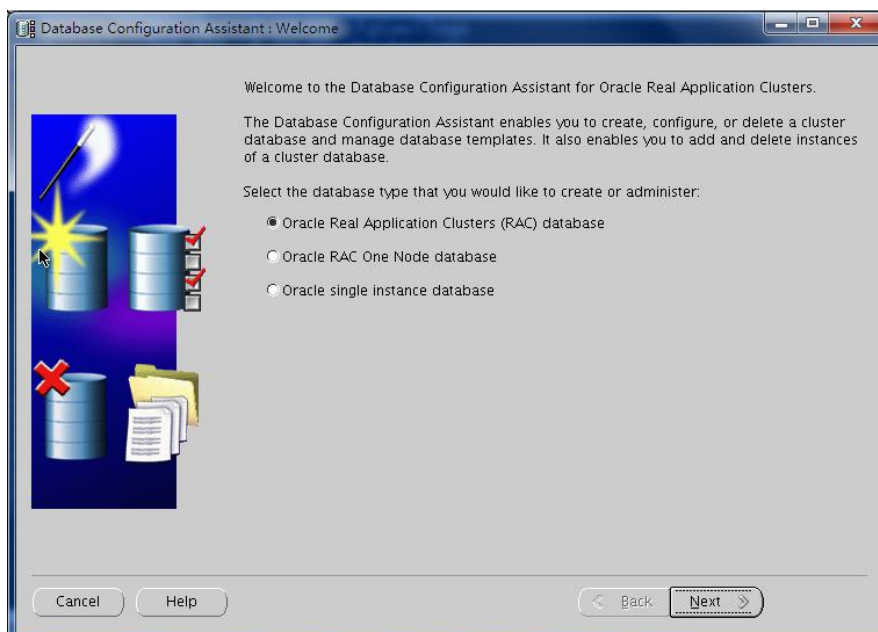 Database Configuration Assistant : Welcome
Welcome to the Database Configuration Assistant for Oracle Real Application Clusters.
The Database Configuration Assistant enables you to create, configure, or delete a cluster
database and manage database templates. It also enables you to add and delete instances
of a cluster database.
Select the database type that you would like to create or administer:
Oracle Real Application Clusters (RAC) database
Oracle RAC One Node database
Oracle single instance database
Cancel
Help
Back
Next